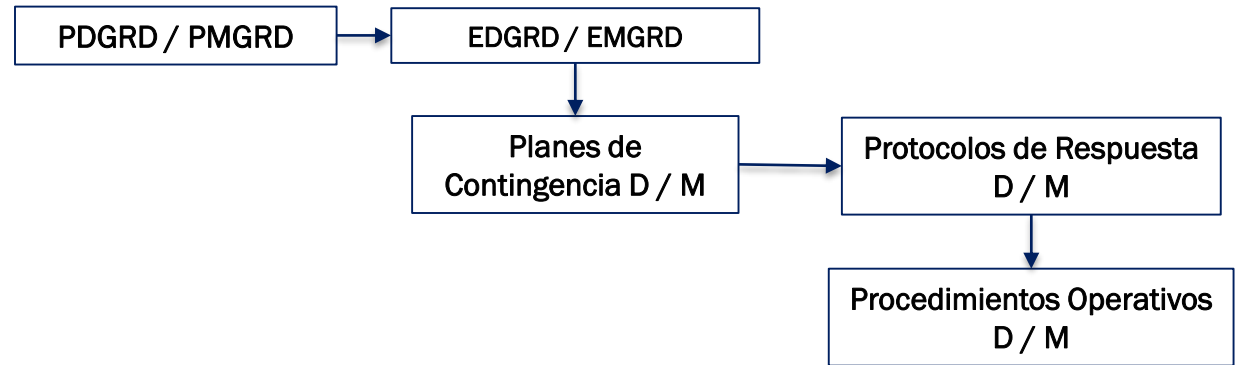 PDGRD / PMGRD
EDGRD / EMGRD
Planes de
Contingencia D / M
Protocolos de Respuesta
D / M
Procedimientos Operativos
D / M